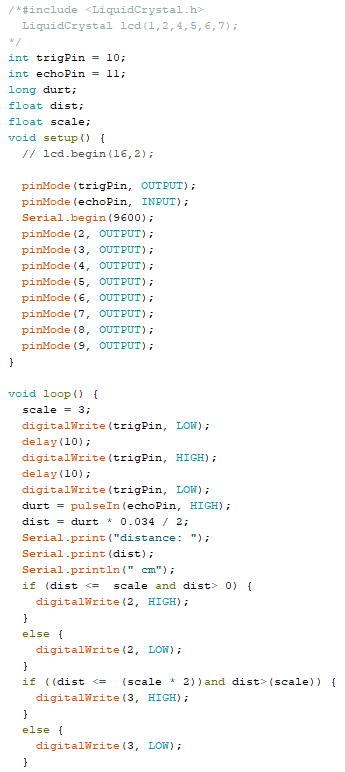 /*#include <LiquidCrystal.h>
  LiquidCrystal lcd(1,2,4,5,6,7);
*/
int trigPin = 10;
int echoPin = 11;
long durt;
float dist;
float scale;
void setup() {
  // lcd.begin(16,2);

  pinMode(trigPin, OUTPUT);
  pinMode(echoPin, INPUT);
  Serial.begin(9600);
  pinMode(2, OUTPUT);
  pinMode(3, OUTPUT);
  pinMode(4, OUTPUT);
  pinMode(5, OUTPUT);
  pinMode(6, OUTPUT);
  pinMode(7, OUTPUT);
  pinMode(8, OUTPUT);
  pinMode(9, OUTPUT);
}

void loop() {
  scale = 3;
  digitalWrite(trigPin, LOW);
  delay(10);
  digitalWrite(trigPin, HIGH);
  delay(10);
  digitalWrite(trigPin, LOW);
  durt = pulseIn(echoPin, HIGH);
  dist = durt * 0.034 / 2;
  Serial.print("distance: ");
  Serial.print(dist);
  Serial.println(" cm");
  if (dist <=  scale and dist> 0) {
    digitalWrite(2, HIGH);
  }
  else {
    digitalWrite(2, LOW);
  }
  if ((dist <=  (scale * 2))and dist>(scale)) {
    digitalWrite(3, HIGH);
  }
  else {
    digitalWrite(3, LOW);
  }